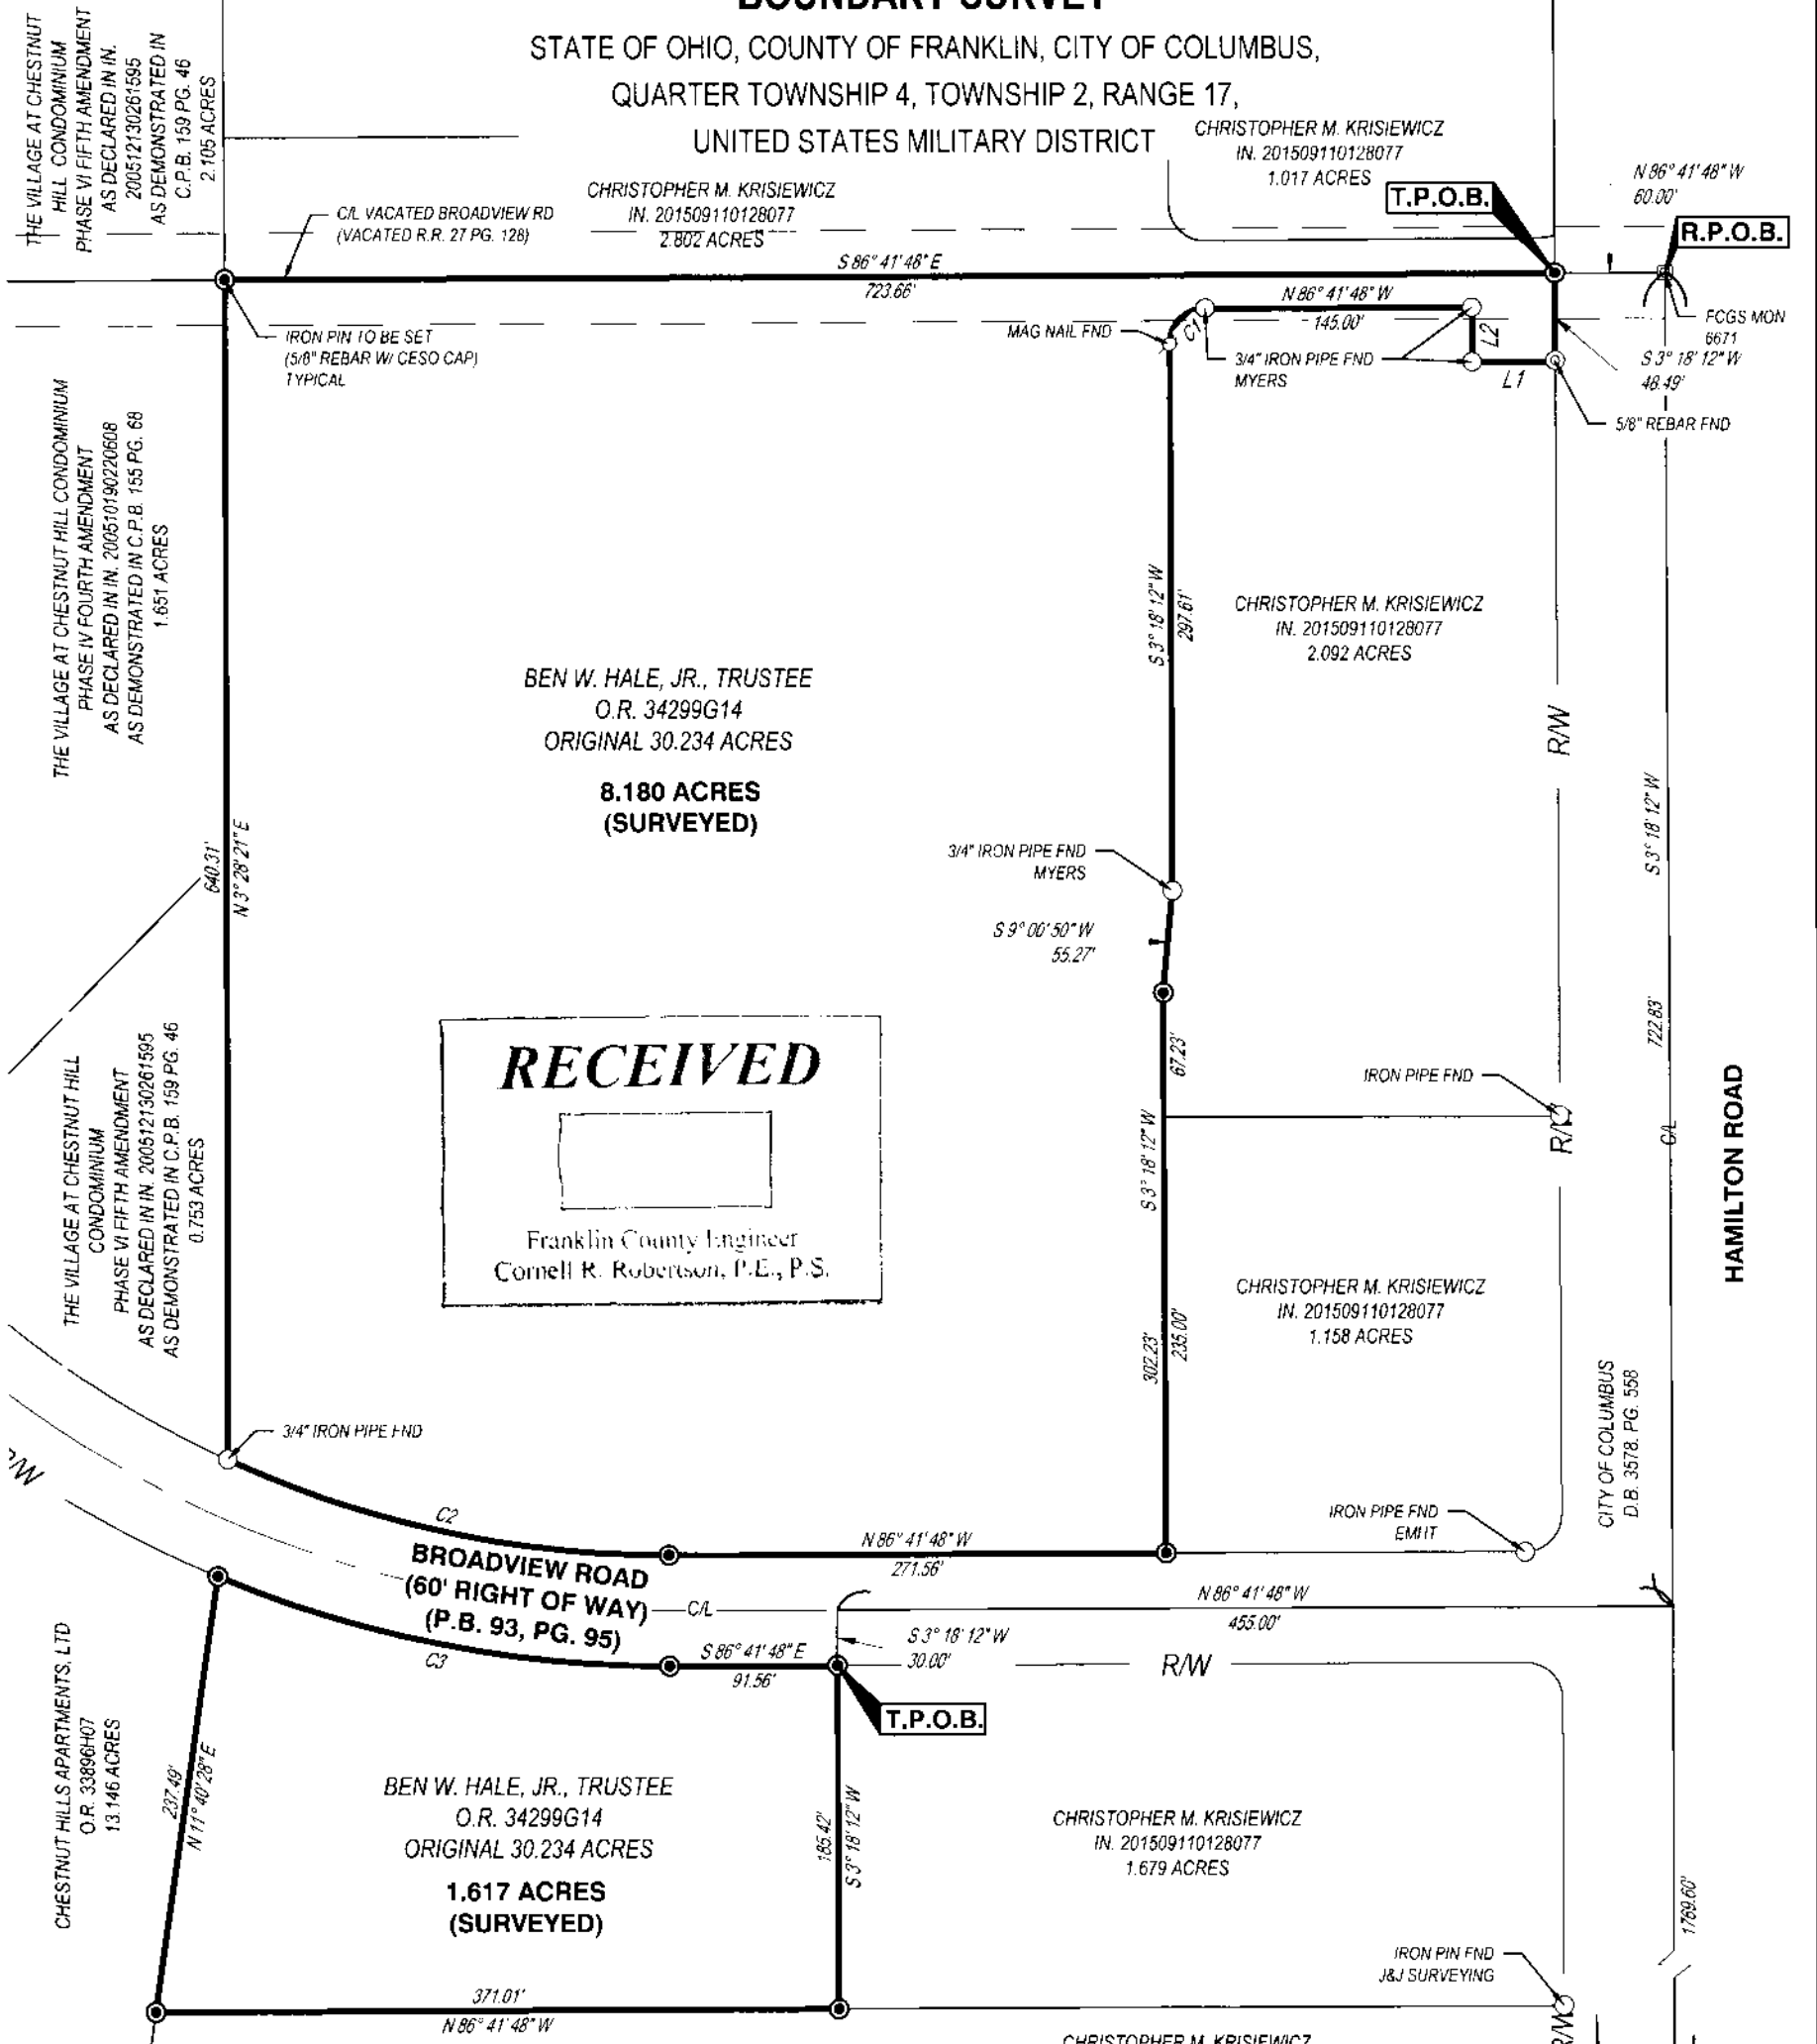 BOUNDARY SURVEY
STATE OF OHIO, COUNTY OF FRANKLIN, CITY OF COLUMBUS,
QUARTER TOWNSHIP 4, TOWNSHIP 2, RANGE 17,
UNITED STATES MILITARY DISTRICT
THE VILLAGE AT CHESTNUT
HILL CONDOMINIUM
PHASE VI FIFTH AMENDMENT
AS DECLARED IN IN.
200512130261595
AS DEMONSTRATED IN
C.P.B. 159 PG. 46
2.105 ACRES
CHRISTOPHER M. KRISIEWICZ
IN. 201509110128077
1.017 ACRES
T.P.O.B.
N 86° 41' 48" W
60.00'
R.P.O.B.
C/L VACATED BROADVIEW RD
(VACATED R.R. 27 PG. 128)
CHRISTOPHER M. KRISIEWICZ
IN. 201509110128077
2.802 ACRES
S 86° 41' 48" E
723.66'
N 86° 41' 48" W
145.00'
MAG NAIL FND
C1
L2
L1
3/4" IRON PIPE FND
MYERS
FCGS MON
6671
S 3° 18' 12" W
48.49'
5/8" REBAR FND
IRON PIN TO BE SET
(5/8" REBAR W/ CESO CAP)
TYPICAL
THE VILLAGE AT CHESTNUT HILL CONDOMINIUM
PHASE IV FOURTH AMENDMENT
AS DECLARED IN IN. 200510190220608
AS DEMONSTRATED IN C.P.B. 155 PG. 68
1.651 ACRES
S 3° 18' 12" W
297.61'
CHRISTOPHER M. KRISIEWICZ
IN. 201509110128077
2.092 ACRES
BEN W. HALE, JR., TRUSTEE
O.R. 34299G14
ORIGINAL 30.234 ACRES
8.180 ACRES
(SURVEYED)
R/W
S 3° 18' 12" W
722.83'
C/L
HAMILTON ROAD
640.31'
N 3° 28' 21" E
3/4" IRON PIPE FND
MYERS
S 9° 00' 50" W
55.27'
67.23'
S 3° 18' 12" W
302.23'
235.00'
IRON PIPE FND
R/W
RECEIVED
Franklin County Engineer
Cornell R. Robertson, P.E., P.S.
THE VILLAGE AT CHESTNUT HILL
CONDOMINIUM
PHASE VI FIFTH AMENDMENT
AS DECLARED IN IN. 200512130261595
AS DEMONSTRATED IN C.P.B. 159 PG. 46
0.753 ACRES
CHRISTOPHER M. KRISIEWICZ
IN. 201509110128077
1.158 ACRES
CITY OF COLUMBUS
D.B. 3578. PG. 558
3/4" IRON PIPE FND
R/W
C2
IRON PIPE FND
EMHT
N 86° 41' 48" W
271.56'
BROADVIEW ROAD
(60' RIGHT OF WAY)
(P.B. 93, PG. 95)
C/L
N 86° 41' 48" W
455.00'
S 3° 18' 12" W
30.00'
R/W
C3
S 86° 41' 48" E
91.56'
T.P.O.B.
CHESTNUT HILLS APARTMENTS, LTD
O.R. 33896H07
13.146 ACRES
237.49'
N 11° 40' 28" E
BEN W. HALE, JR., TRUSTEE
O.R. 34299G14
ORIGINAL 30.234 ACRES
1.617 ACRES
(SURVEYED)
185.42'
S 3° 18' 12" W
CHRISTOPHER M. KRISIEWICZ
IN. 201509110128077
1.679 ACRES
1769.60'
IRON PIN FND
J&J SURVEYING
371.01'
N 86° 41' 48" W
R/W
CHRISTOPHER M. KRISIEWICZ